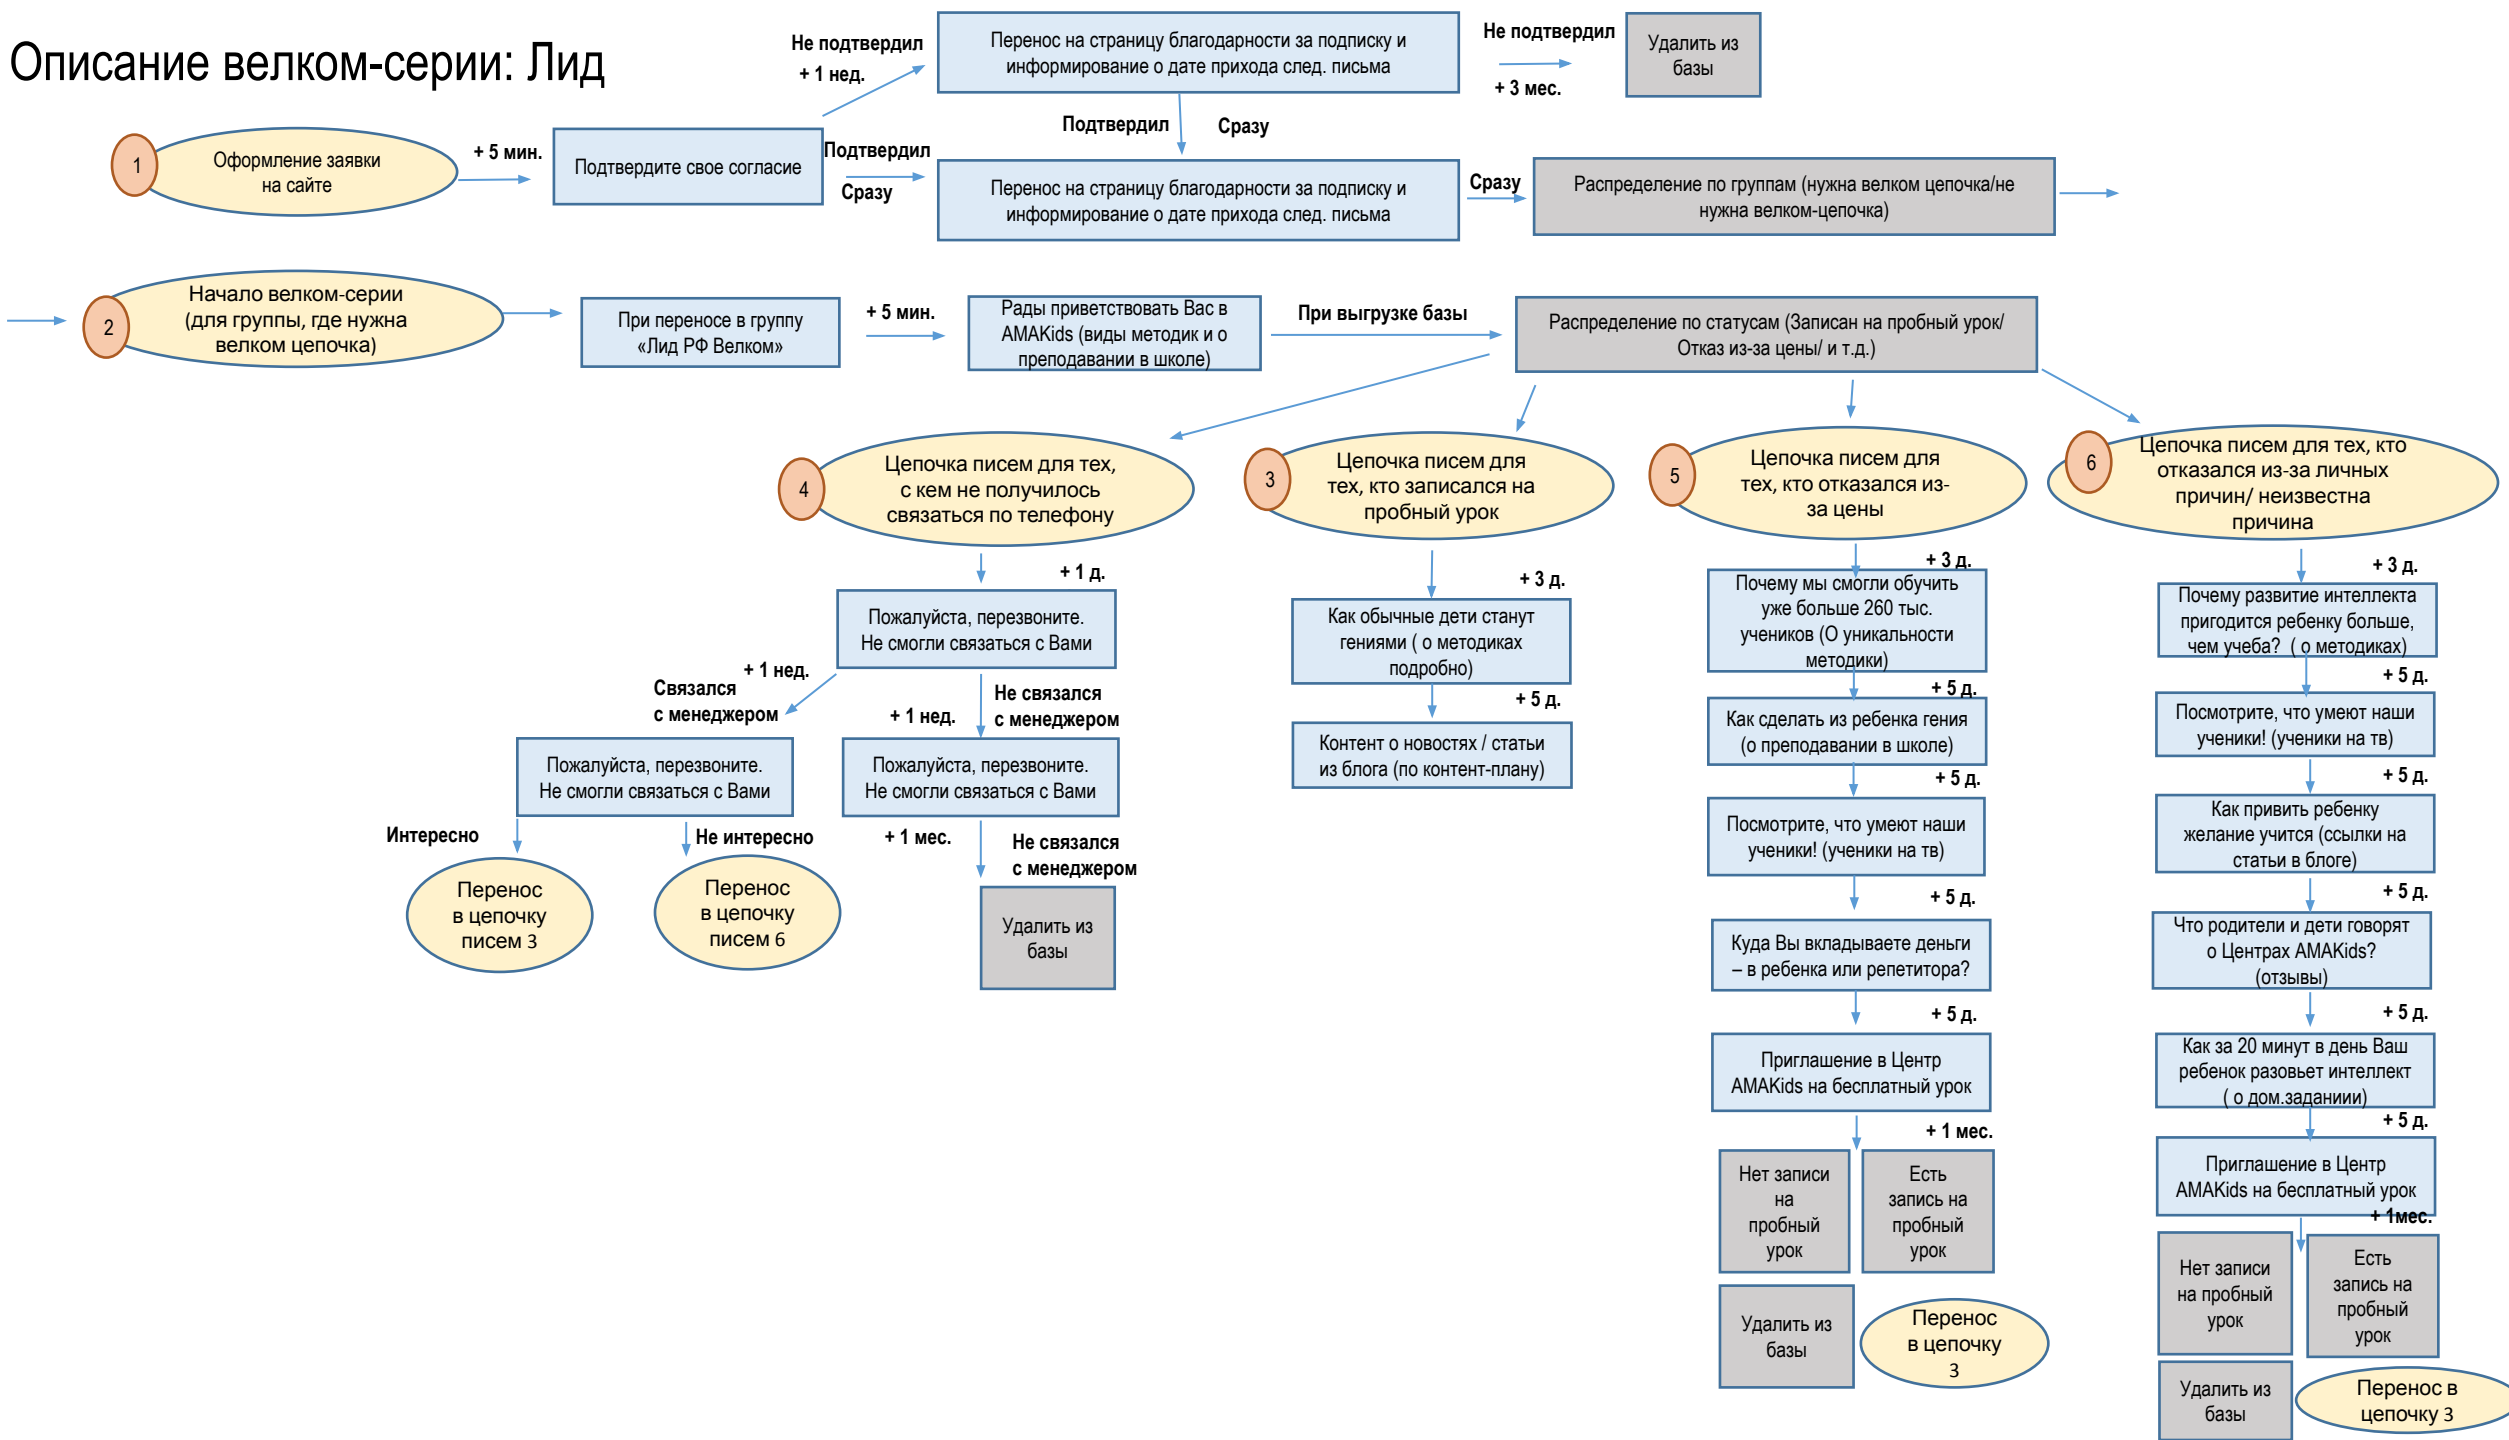 Описание велком-серии: Лид
Не подтвердил
+ 1 нед.
Перенос на страницу благодарности за подписку и
информирование о дате прихода след. письма
Не подтвердил
+ 3 мес.
Удалить из
базы
Подтвердил
Сразу
1
Оформление заявки
на сайте
+ 5 мин.
Подтвердите свое согласие
Подтвердил
Сразу
Перенос на страницу благодарности за подписку и
информирование о дате прихода след. письма
Сразу
Распределение по группам (нужна велком цепочка/не
нужна велком-цепочка)
2
Начало велком-серии
(для группы, где нужна
велком цепочка)
При переносе в группу
«Лид РФ Велком»
+ 5 мин.
Рады приветствовать Вас в
AMAKids (виды методик и о
преподавании в школе)
При выгрузке базы
Распределение по статусам (Записан на пробный урок/
Отказ из-за цены/ и т.д.)
4
Цепочка писем для тех,
с кем не получилось
связаться по телефону
3
Цепочка писем для
тех, кто записался на
пробный урок
5
Цепочка писем для
тех, кто отказался из-
за цены
6
Цепочка писем для тех, кто
отказался из-за личных
причин/ неизвестна
причина
+ 1 д.
Пожалуйста, перезвоните.
Не смогли связаться с Вами
+ 1 нед.
Связался
с менеджером
+ 1 нед.
Не связался
с менеджером
Пожалуйста, перезвоните.
Не смогли связаться с Вами
Пожалуйста, перезвоните.
Не смогли связаться с Вами
Интересно
Не интересно
+ 1 мес.
Не связался
с менеджером
Перенос
в цепочку
писем 3
Перенос
в цепочку
писем 6
Удалить из
базы
+ 3 д.
Как обычные дети станут
гениями ( о методиках
подробно)
+ 5 д.
Контент о новостях / статьи
из блога (по контент-плану)
+ 3 д.
Почему мы смогли обучить
уже больше 260 тыс.
учеников (О уникальности
методики)
+ 5 д.
Как сделать из ребенка гения
(о преподавании в школе)
+ 5 д.
Посмотрите, что умеют наши
ученики! (ученики на тв)
+ 5 д.
Куда Вы вкладываете деньги
– в ребенка или репетитора?
+ 5 д.
Приглашение в Центр
AMAKids на бесплатный урок
+ 1 мес.
Нет записи
на
пробный
урок
Есть
запись на
пробный
урок
Удалить из
базы
Перенос
в цепочку
3
+ 3 д.
Почему развитие интеллекта
пригодится ребенку больше,
чем учеба? ( о методиках)
+ 5 д.
Посмотрите, что умеют наши
ученики! (ученики на тв)
+ 5 д.
Как привить ребенку
желание учится (ссылки на
статьи в блоге)
+ 5 д.
Что родители и дети говорят
о Центрах AMAKids?
(отзывы)
+ 5 д.
Как за 20 минут в день Ваш
ребенок разовьет интеллект
( о дом.заданиии)
+ 5 д.
Приглашение в Центр
AMAKids на бесплатный урок
+ 1мес.
Нет записи
на пробный
урок
Есть
запись на
пробный
урок
Удалить из
базы
Перенос в
цепочку 3